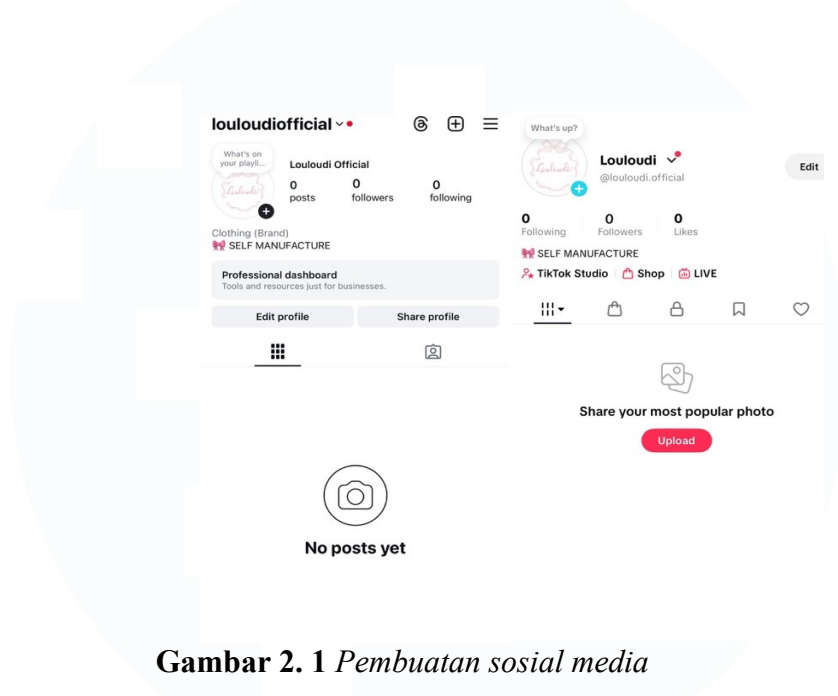 louloudiofficial
What's on
your playli...
Louloudi Official
0 0 0
posts followers following
Clothing (Brand)
🎀 SELF MANUFACTURE
Professional dashboard
Tools and resources just for businesses.
Edit profile Share profile
No posts yet
What's up?
Louloudi
@louloudi.official
Edit
0 0 0
Following Followers Likes
🎀 SELF MANUFACTURE
TikTok Studio Shop LIVE
Share your most popular photo
Upload
Gambar 2. 1 Pembuatan sosial media